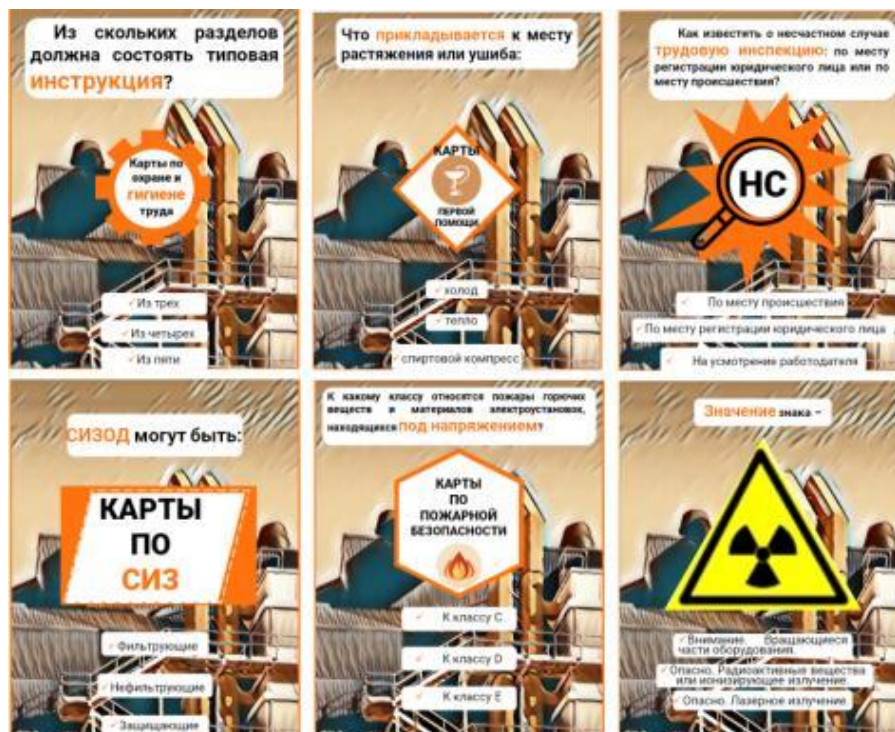 Из скольких разделов
должна состоять типовая
инструкция?
Карты по
охране и
гигиене
труда
Из трех
Из четырех
Из пяти
Что прикладывается к месту
растяжения или ушиба:
КАРТЫ
ПЕРВОЙ
ПОМОЩИ
холод
тепло
спиртовой компресс
Как известить о несчастном случае
трудовую инспекцию: по месту
регистрации юридического лица или по
месту происшествия?
НС
По месту происшествия
По месту регистрации юридического лица
На усмотрение работодателя
СИЗОД могут быть:
КАРТЫ
ПО
СИЗ
Фильтрующие
Нефильтрующие
Защищающие
К какому классу относятся пожары горючих
веществ и материалов электроустановок,
находящихся под напряжением?
КАРТЫ
ПО
ПОЖАРНОЙ
БЕЗОПАСНОСТИ
К классу C
К классу D
К классу E
Значение знака –
Внимание. Вращающиеся
части оборудования.
Опасно. Радиоактивные вещества
или ионизирующее излучение.
Опасно. Лазерное излучение